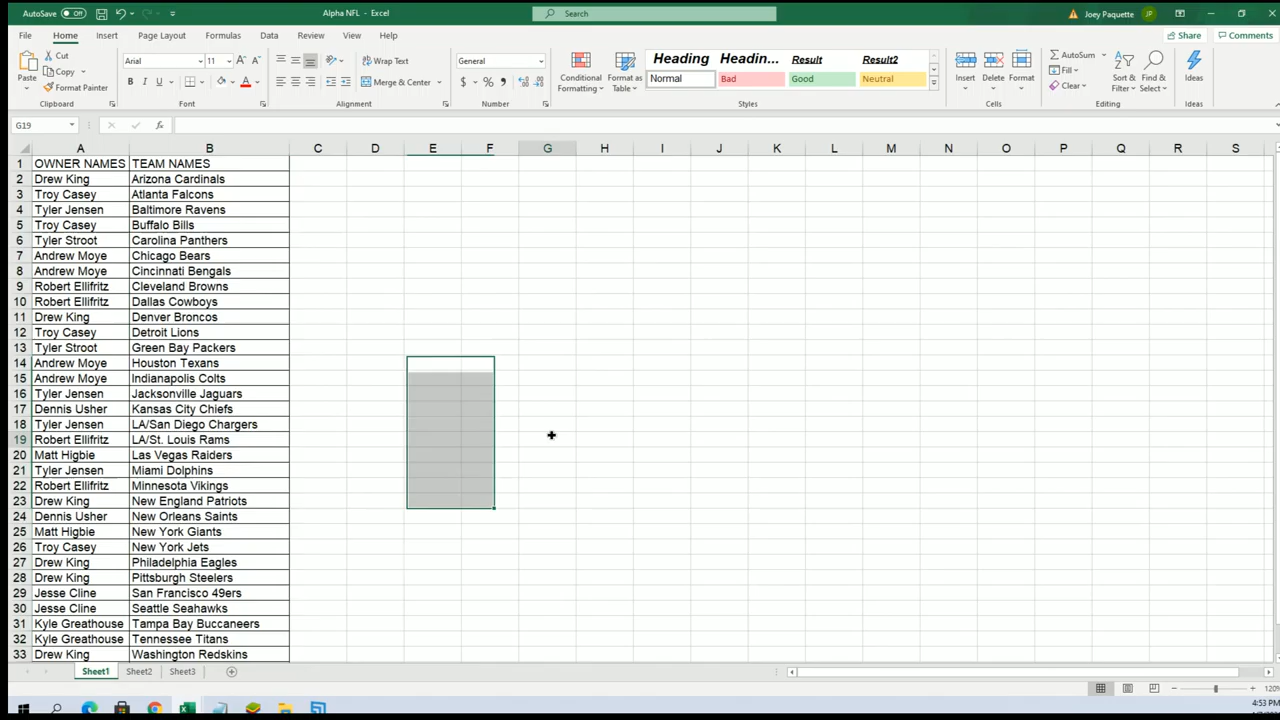 AutoSave Off Alpha NFL - Excel Search Joey Paquette JP
File Home Insert Page Layout Formulas Data Review View Help Share Comments
Paste Cut Copy Format Painter Clipboard
Arial 11 A A B I U A Font
Wrap Text Merge & Center Alignment
General $ % Number
Conditional Formatting Format as Table
Heading Headin... Result Result2
Normal Bad Good Neutral
Styles
Insert Delete Format Cells
AutoSum Fill Clear Sort & Filter Find & Select Editing
Ideas Ideas
G19 fx
A B C D E F G H I J K L M N O P Q R S
1 OWNER NAMES TEAM NAMES
2 Drew King Arizona Cardinals
3 Troy Casey Atlanta Falcons
4 Tyler Jensen Baltimore Ravens
5 Troy Casey Buffalo Bills
6 Tyler Stroot Carolina Panthers
7 Andrew Moye Chicago Bears
8 Andrew Moye Cincinnati Bengals
9 Robert Ellifritz Cleveland Browns
10 Robert Ellifritz Dallas Cowboys
11 Drew King Denver Broncos
12 Troy Casey Detroit Lions
13 Tyler Stroot Green Bay Packers
14 Andrew Moye Houston Texans
15 Andrew Moye Indianapolis Colts
16 Tyler Jensen Jacksonville Jaguars
17 Dennis Usher Kansas City Chiefs
18 Tyler Jensen LA/San Diego Chargers
19 Robert Ellifritz LA/St. Louis Rams
20 Matt Higbie Las Vegas Raiders
21 Tyler Jensen Miami Dolphins
22 Robert Ellifritz Minnesota Vikings
23 Drew King New England Patriots
24 Dennis Usher New Orleans Saints
25 Matt Higbie New York Giants
26 Troy Casey New York Jets
27 Drew King Philadelphia Eagles
28 Drew King Pittsburgh Steelers
29 Jesse Cline San Francisco 49ers
30 Jesse Cline Seattle Seahawks
31 Kyle Greathouse Tampa Bay Buccaneers
32 Kyle Greathouse Tennessee Titans
33 Drew King Washington Redskins
Sheet1 Sheet2 Sheet3
120%
4:53 PM